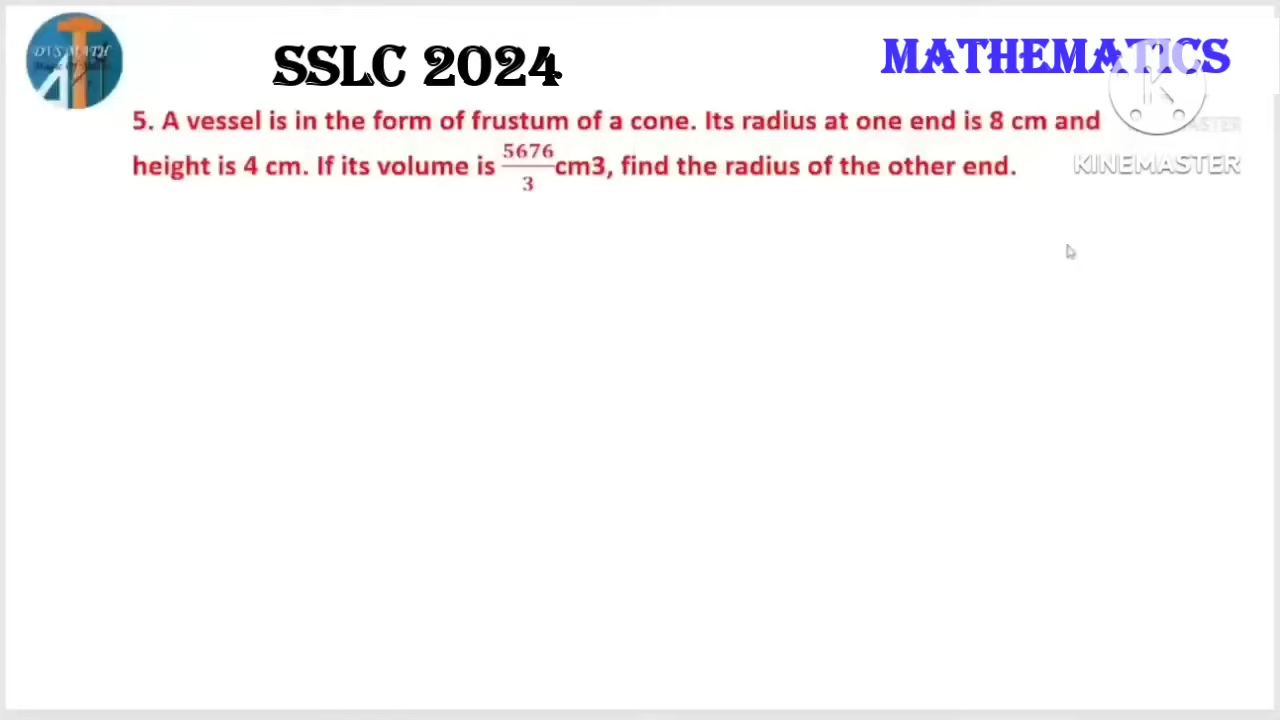 DVS MATH
SSLC 2024
MATHEMATICS
5. A vessel is in the form of frustum of a cone. Its radius at one end is 8 cm and
height is 4 cm. If its volume is 5676/3 cm3, find the radius of the other end.
K
KINEMASTER